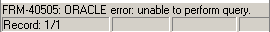 FRM-40505: ORACLE error: unable to perform query.
Record: 1/1